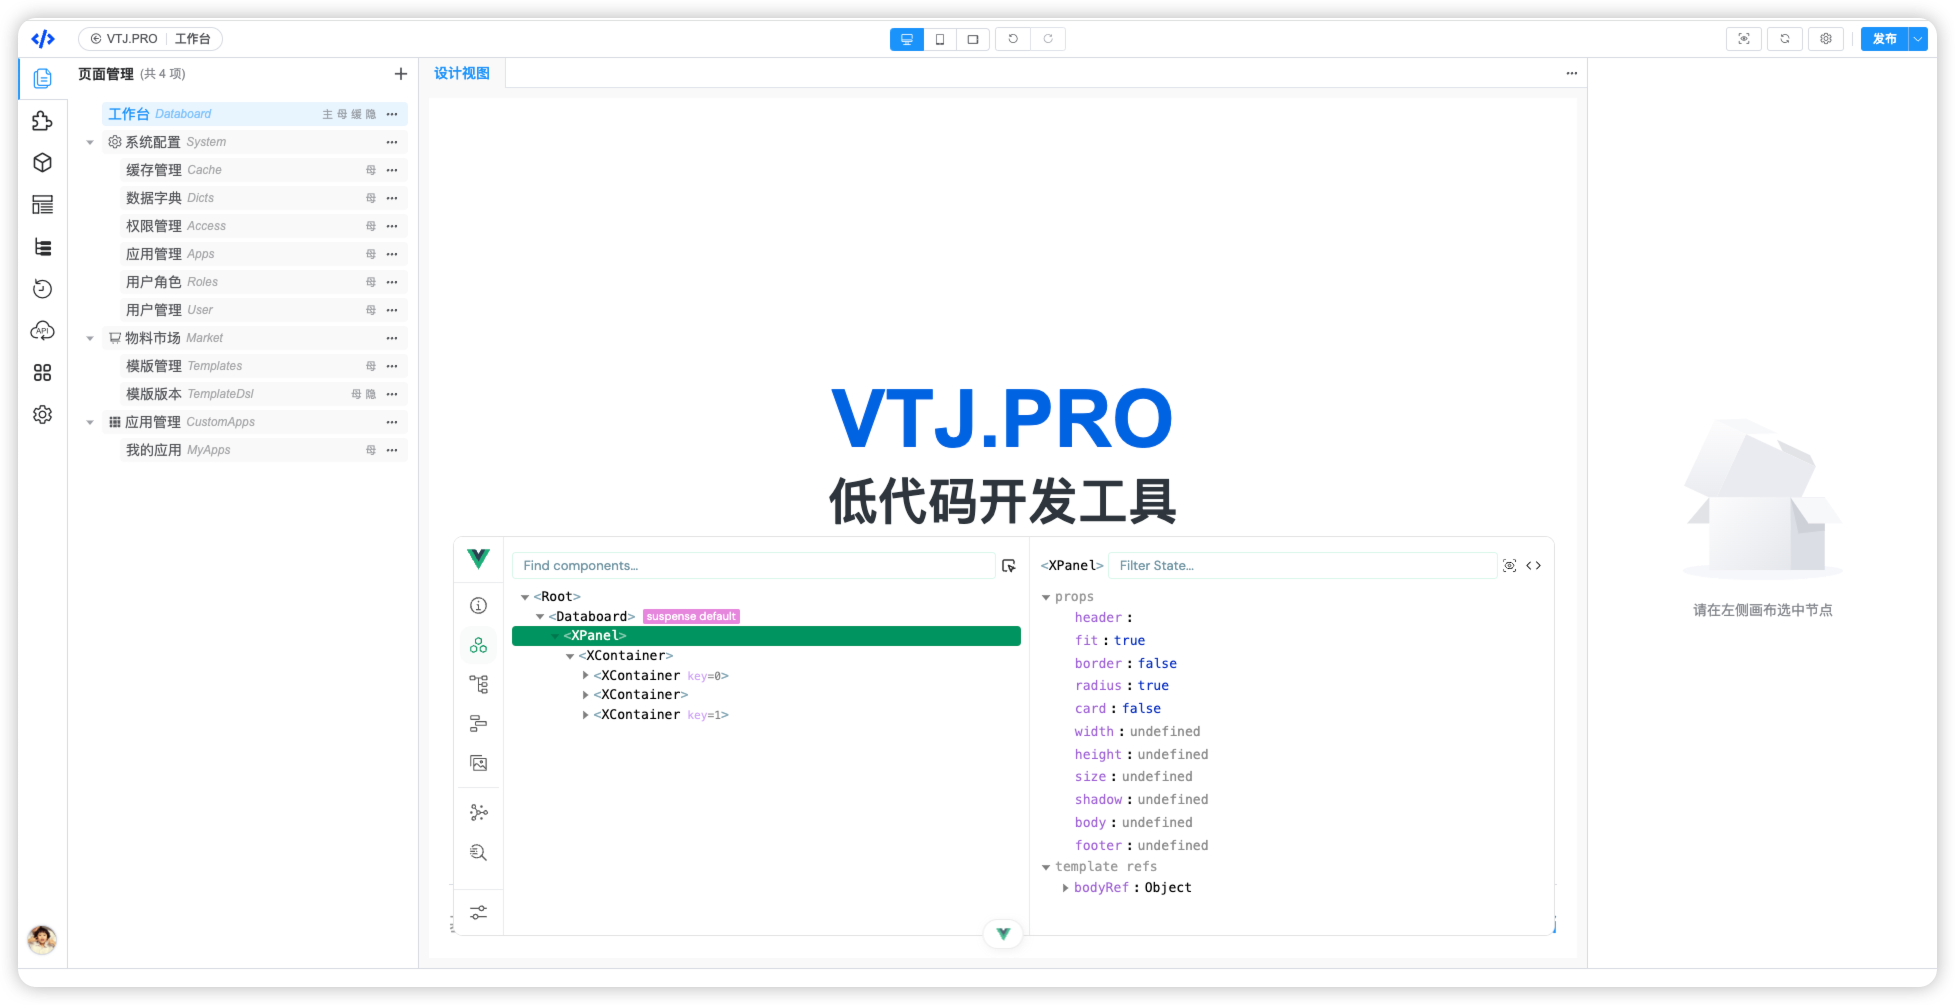 VTJ.PRO 工作台
发布
页面管理 (共 4 项)
工作台 Databoard 主 母 缓 隐
系统配置 System
缓存管理 Cache 母
数据字典 Dicts 母
权限管理 Access 母
应用管理 Apps 母
用户角色 Roles 母
用户管理 User 母
物料市场 Market
模版管理 Templates 母
模版版本 TemplateDsl 母 隐
应用管理 CustomApps
我的应用 MyApps 母
API
设计视图
VTJ.PRO
低代码开发工具
Find components...
<Root>
<Databoard> suspense default
<XPanel>
<XContainer>
<XContainer key=0>
<XContainer>
<XContainer key=1>
<XPanel> Filter State...
props
header :
fit : true
border : false
radius : true
card : false
width : undefined
height : undefined
size : undefined
shadow : undefined
body : undefined
footer : undefined
template refs
bodyRef : Object
请在左侧画布选中节点